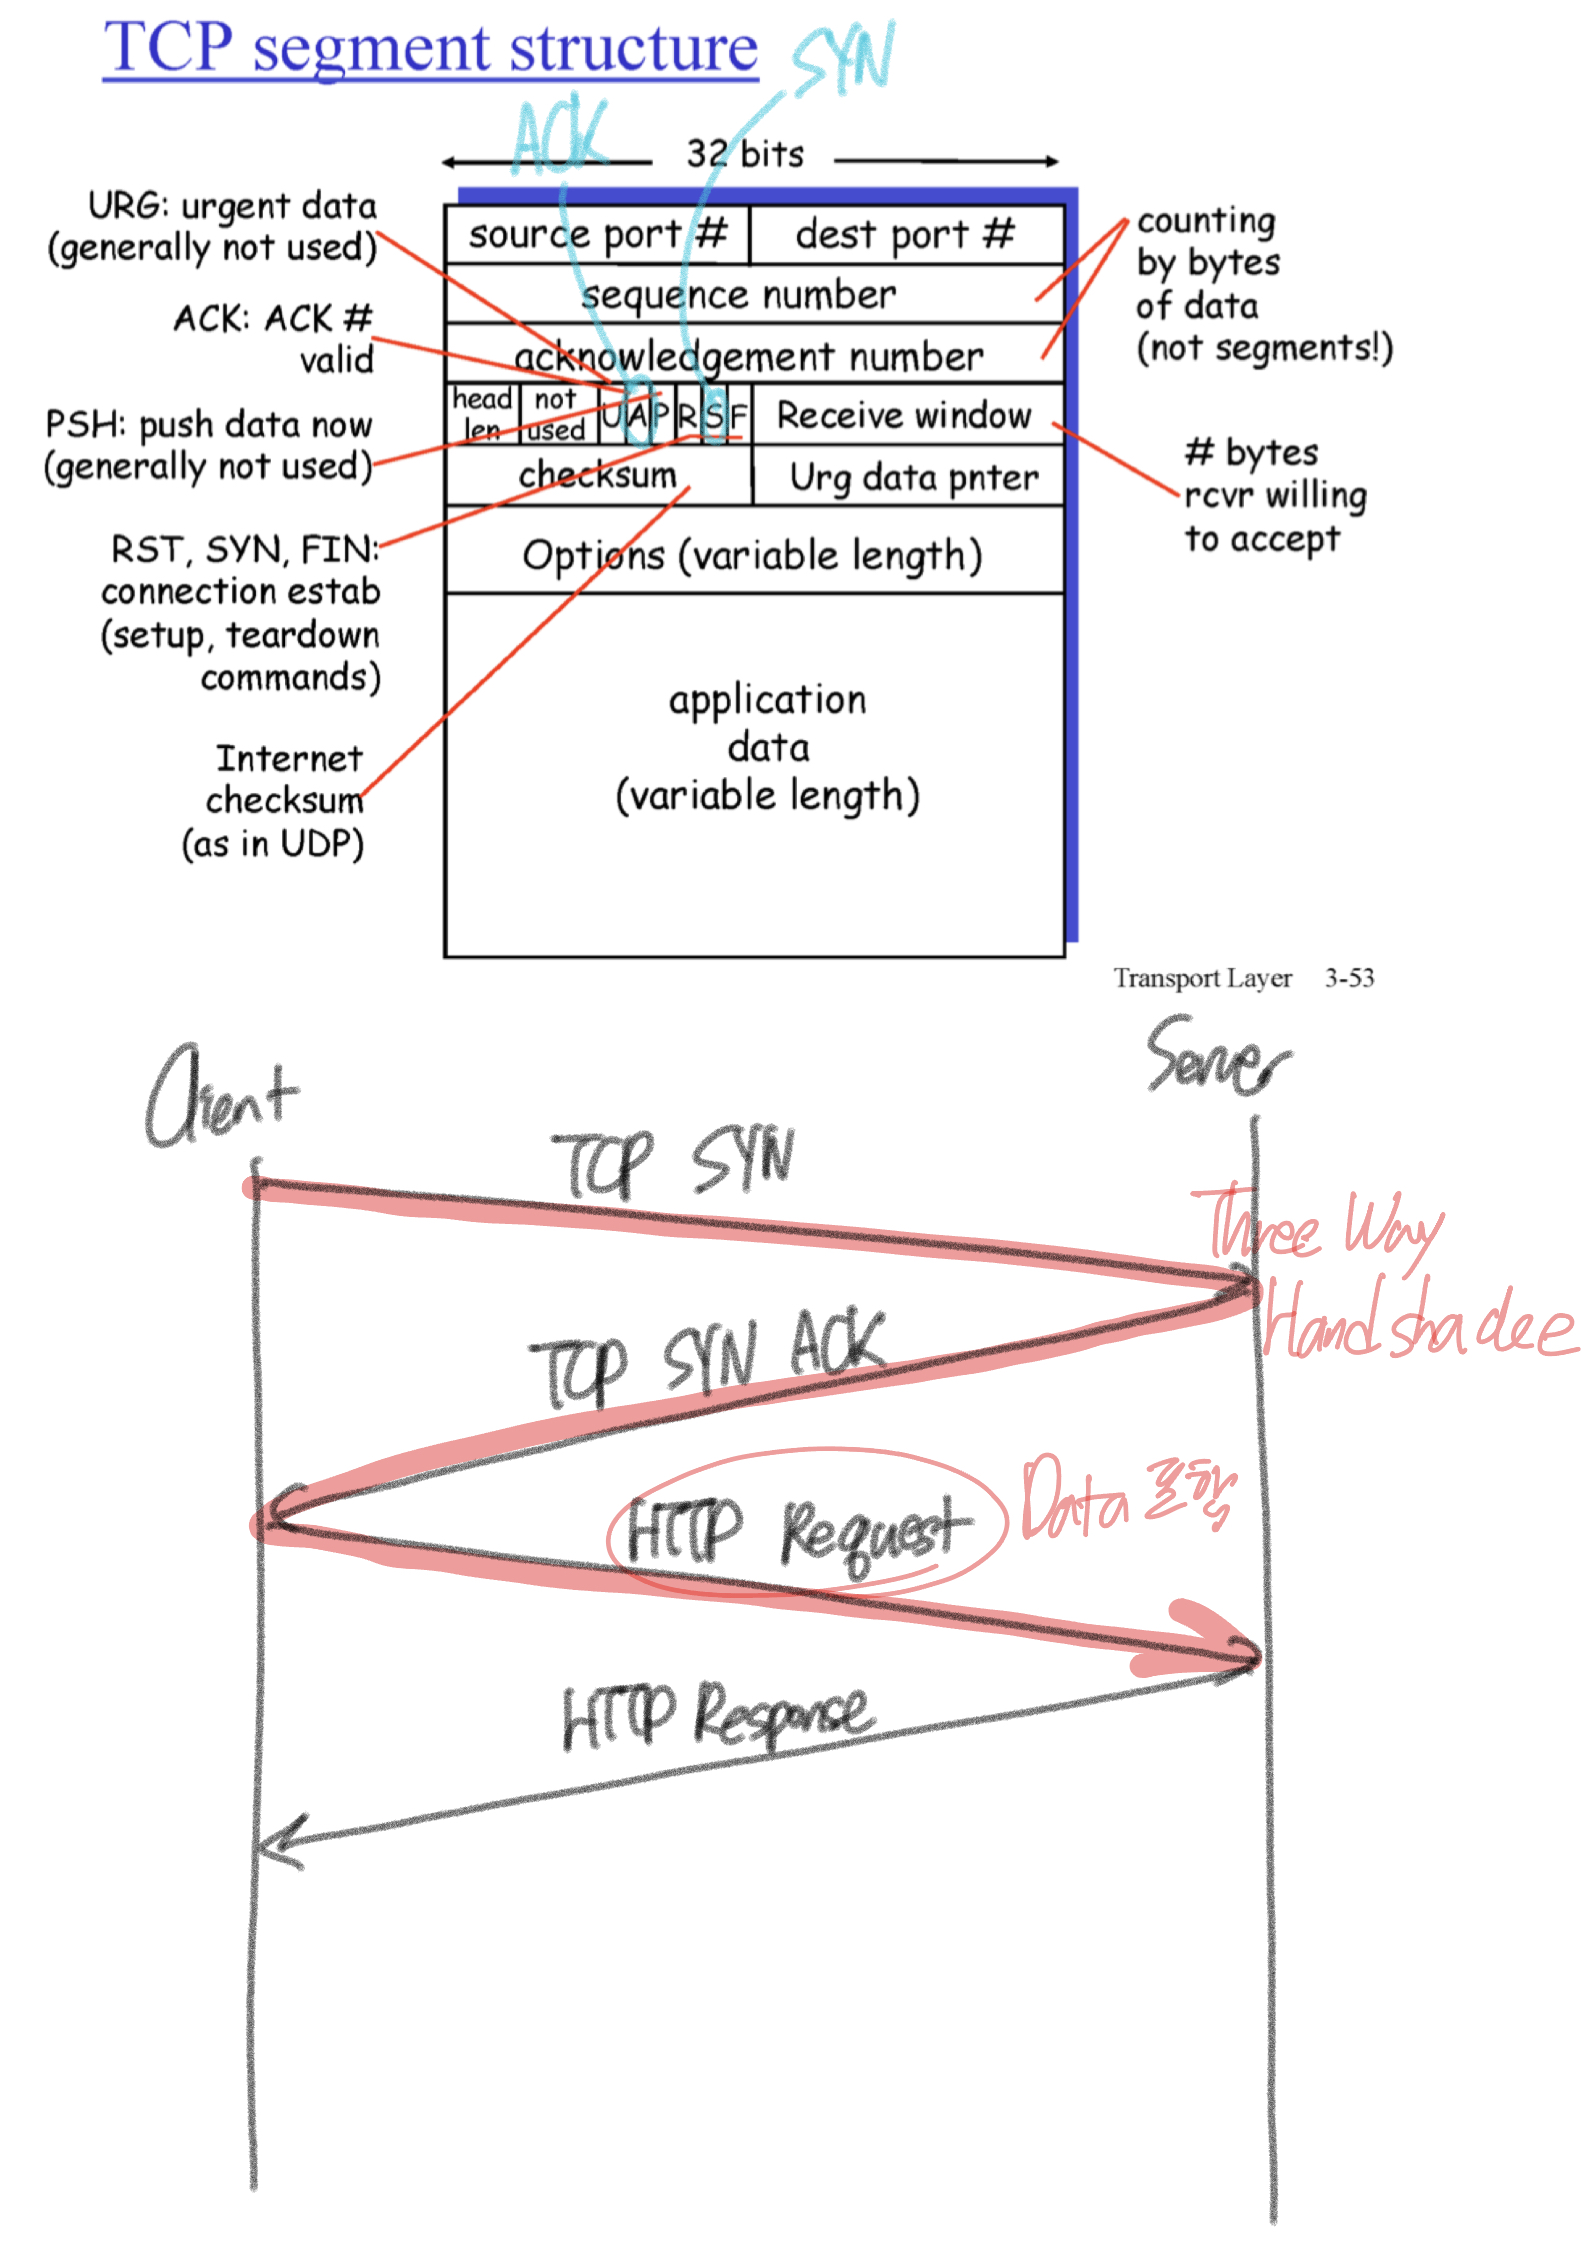 TCP segment structure
SYN
ACK
32 bits
URG: urgent data
(generally not used)
ACK: ACK #
valid
PSH: push data now
(generally not used)
RST, SYN, FIN:
connection estab
(setup, teardown
commands)
Internet
checksum
(as in UDP)
source port #
dest port #
sequence number
acknowledgement number
head
len
not
used
U A P R S F
Receive window
checksum
Urg data pnter
Options (variable length)
application
data
(variable length)
counting
by bytes
of data
(not segments!)
# bytes
rcvr willing
to accept
Transport Layer 3-53
Client
Server
TCP SYN
Three Way
Handshadee
TCP SYN ACK
HTTP Request
Data 포함
HTTP Response